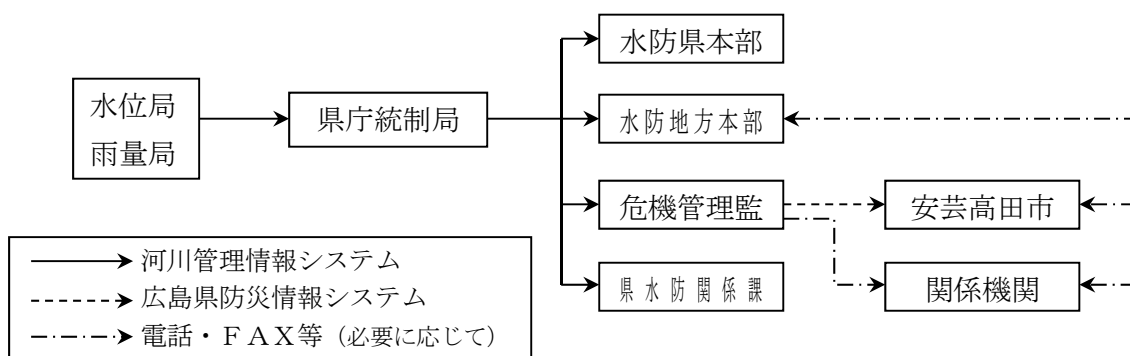 水防県本部
水位局
雨量局
県庁統制局
水防地方本部
危機管理監
安芸高田市
県水防関係課
関係機関
河川管理情報システム
広島県防災情報システム
電話・ＦＡＸ等（必要に応じて）